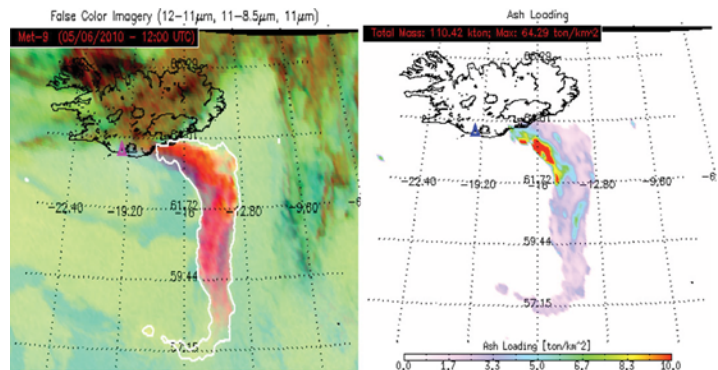 False Color Imagery (12-11μm, 11-8.5μm, 11μm)
Met-9 (05/06/2010 - 12:00 UTC)
-22.40
-19.20
-16
-12.80
-9.60
61.72
59.44
57.15
Ash Loading
Total Mass: 110.42 kton; Max: 64.29 ton/km^2
-22.40
-19.20
-16
-12.80
-9.60
61.72
59.44
57.15
Ash Loading [ton/km^2]
0.0 1.7 3.3 5.0 6.7 8.3 10.0